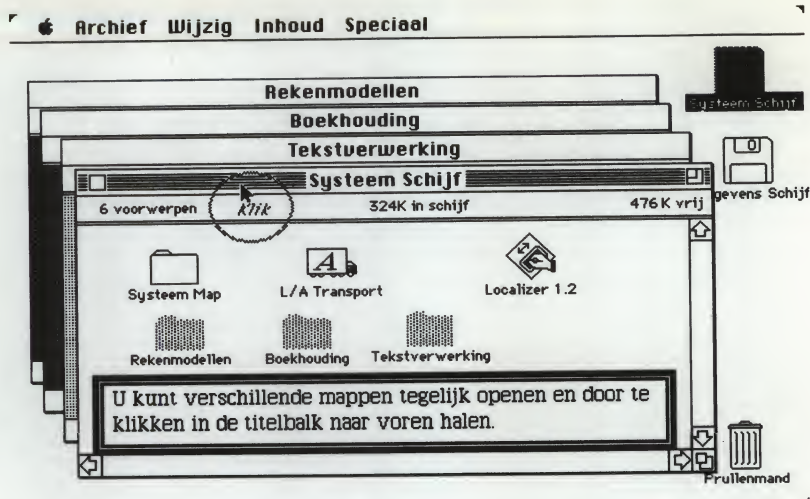 Archief Wijzig Inhoud Speciaal
Rekenmodellen
Boekhouding
Tekstverwerking
Systeem Schijf
6 voorwerpen klik 324K in schijf 476K vrij
Systeem Schijf
gevens Schijf
Systeem Map L/A Transport Localizer 1.2
Rekenmodellen Boekhouding Tekstverwerking
U kunt verschillende mappen tegelijk openen en door te
klikken in de titelbalk naar voren halen.
Prullenmand